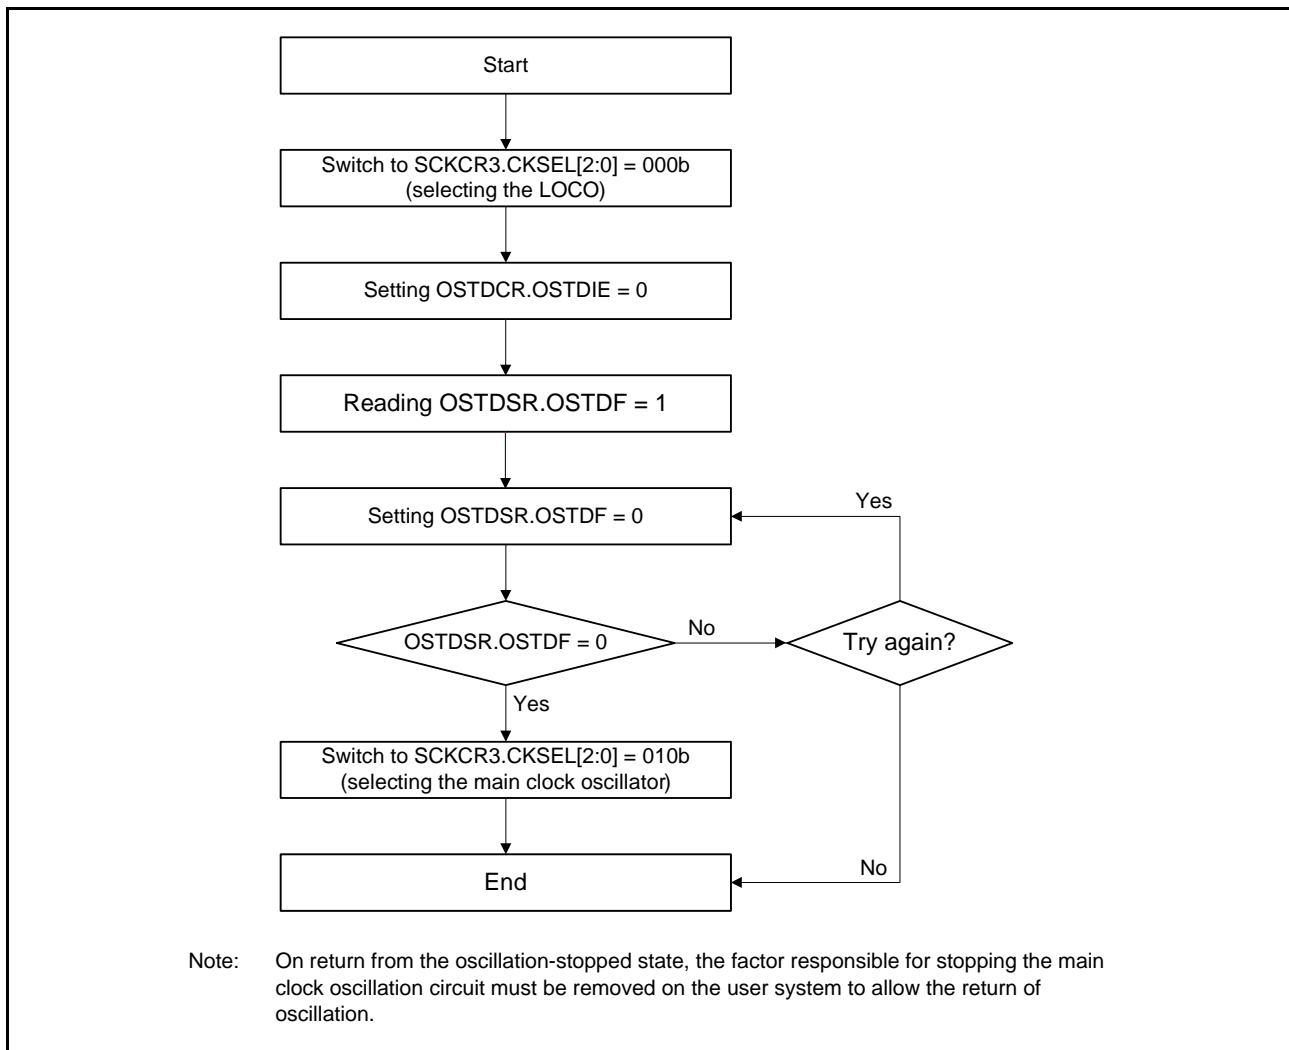 Start
Switch to SCKCR3.CKSEL[2:0] = 000b
(selecting the LOCO)
Setting OSTDCR.OSTDIE = 0
Reading OSTDSR.OSTDF = 1
Setting OSTDSR.OSTDF = 0
Yes
OSTDSR.OSTDF = 0
No
Try again?
Yes
Switch to SCKCR3.CKSEL[2:0] = 010b
(selecting the main clock oscillator)
No
End
Note: On return from the oscillation-stopped state, the factor responsible for stopping the main
clock oscillation circuit must be removed on the user system to allow the return of
oscillation.